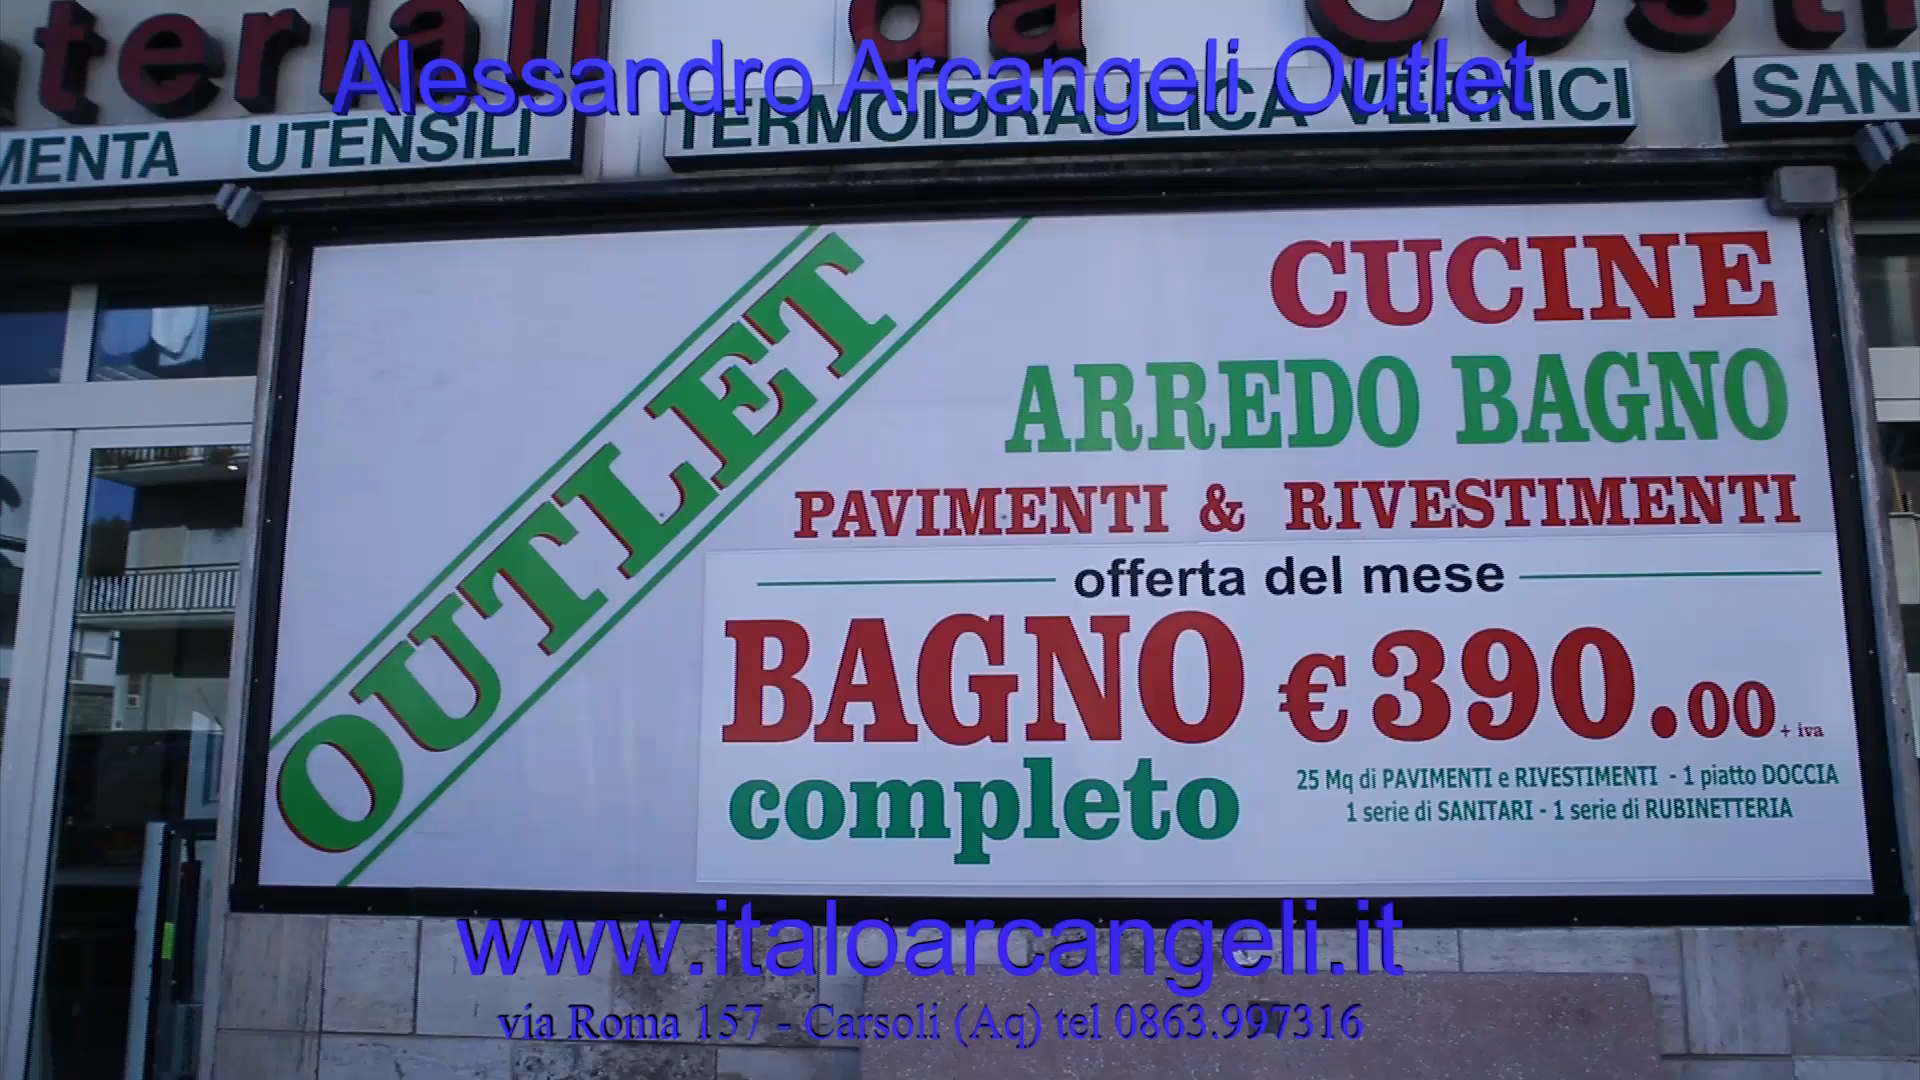 Alessandro Arcangeli Outlet
UTENSILI
TERMOIDRAULICA VERNICI
OUTLET
CUCINE
ARREDO BAGNO
PAVIMENTI & RIVESTIMENTI
offerta del mese
BAGNO € 390.00 + iva
completo
25 Mq di PAVIMENTI e RIVESTIMENTI - 1 piatto DOCCIA
1 serie di SANITARI - 1 serie di RUBINETTERIA
www.italoarcangeli.it
via Roma 157 - Carsoli (Aq) tel 0863.997316